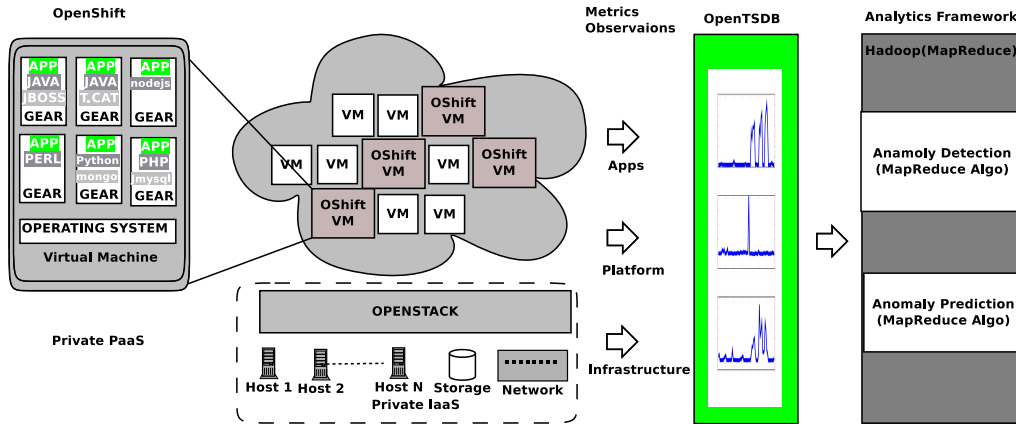 OpenShift
APP
JAVA
JBOSS
GEAR
APP
JAVA
T.CAT
GEAR
APP
nodejs
GEAR
APP
PERL
GEAR
APP
Python
mongo
GEAR
APP
PHP
Jmysql
GEAR
OPERATING SYSTEM
Virtual Machine
Private PaaS
VM
VM
OShift
VM
VM
VM
OShift
VM
VM
OShift
VM
OShift
VM
VM
VM
OPENSTACK
Host 1
Host 2
Host N
Storage
Network
Private IaaS
Metrics
Observaions
Apps
Platform
Infrastructure
OpenTSDB
Analytics Framework
Hadoop(MapReduce)
Anamoly Detection
(MapReduce Algo)
Anomaly Prediction
(MapReduce Algo)